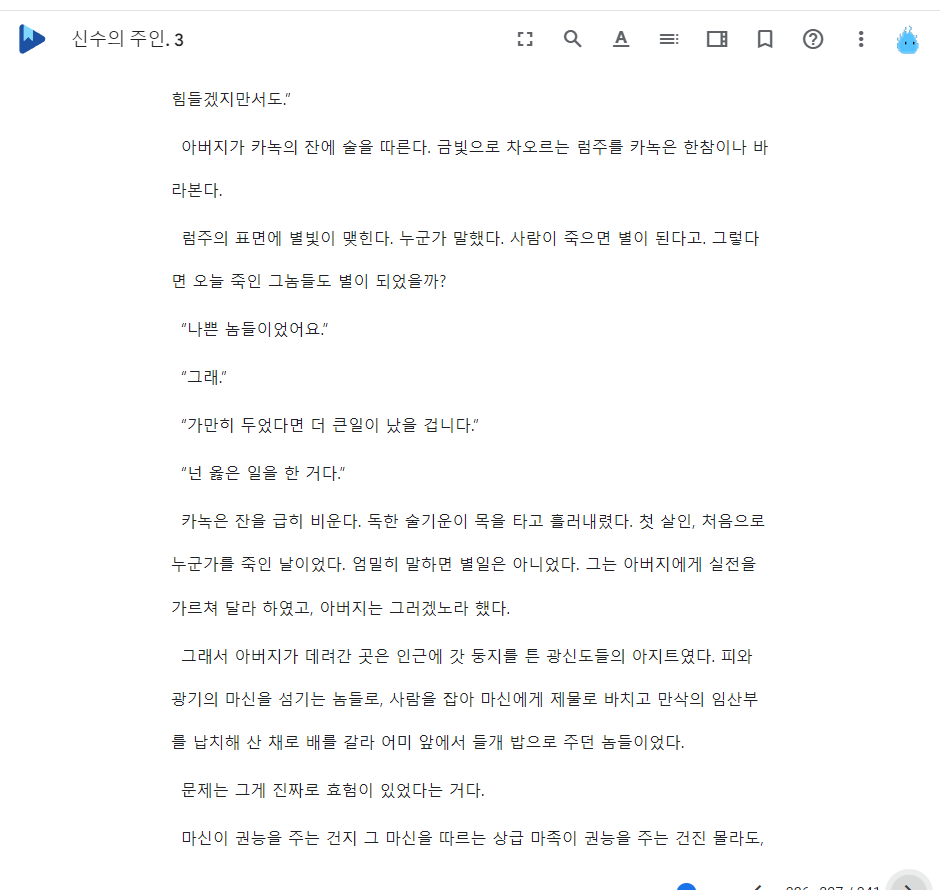 신수의 주인. 3
힘들겠지만서도.”
아버지가 카녹의 잔에 술을 따른다. 금빛으로 차오르는 럼주를 카녹은 한참이나 바
라본다.
럼주의 표면에 별빛이 맺힌다. 누군가 말했다. 사람이 죽으면 별이 된다고. 그렇다
면 오늘 죽인 그놈들도 별이 되었을까?
“나쁜 놈들이었어요.”
“그래.”
“가만히 두었다면 더 큰일이 났을 겁니다.”
“넌 옳은 일을 한 거다.”
카녹은 잔을 급히 비운다. 독한 술기운이 목을 타고 흘러내렸다. 첫 살인, 처음으로
누군가를 죽인 날이었다. 엄밀히 말하면 별일은 아니었다. 그는 아버지에게 실전을
가르쳐 달라 하였고, 아버지는 그러겠노라 했다.
그래서 아버지가 데려간 곳은 인근에 갓 둥지를 튼 광신도들의 아지트였다. 피와
광기의 마신을 섬기는 놈들로, 사람을 잡아 마신에게 제물로 바치고 만삭의 임산부
를 납치해 산 채로 배를 갈라 어미 앞에서 들개 밥으로 주던 놈들이었다.
문제는 그게 진짜로 효험이 있었다는 거다.
마신이 권능을 주는 건지 그 마신을 따르는 상급 마족이 권능을 주는 건진 몰라도,